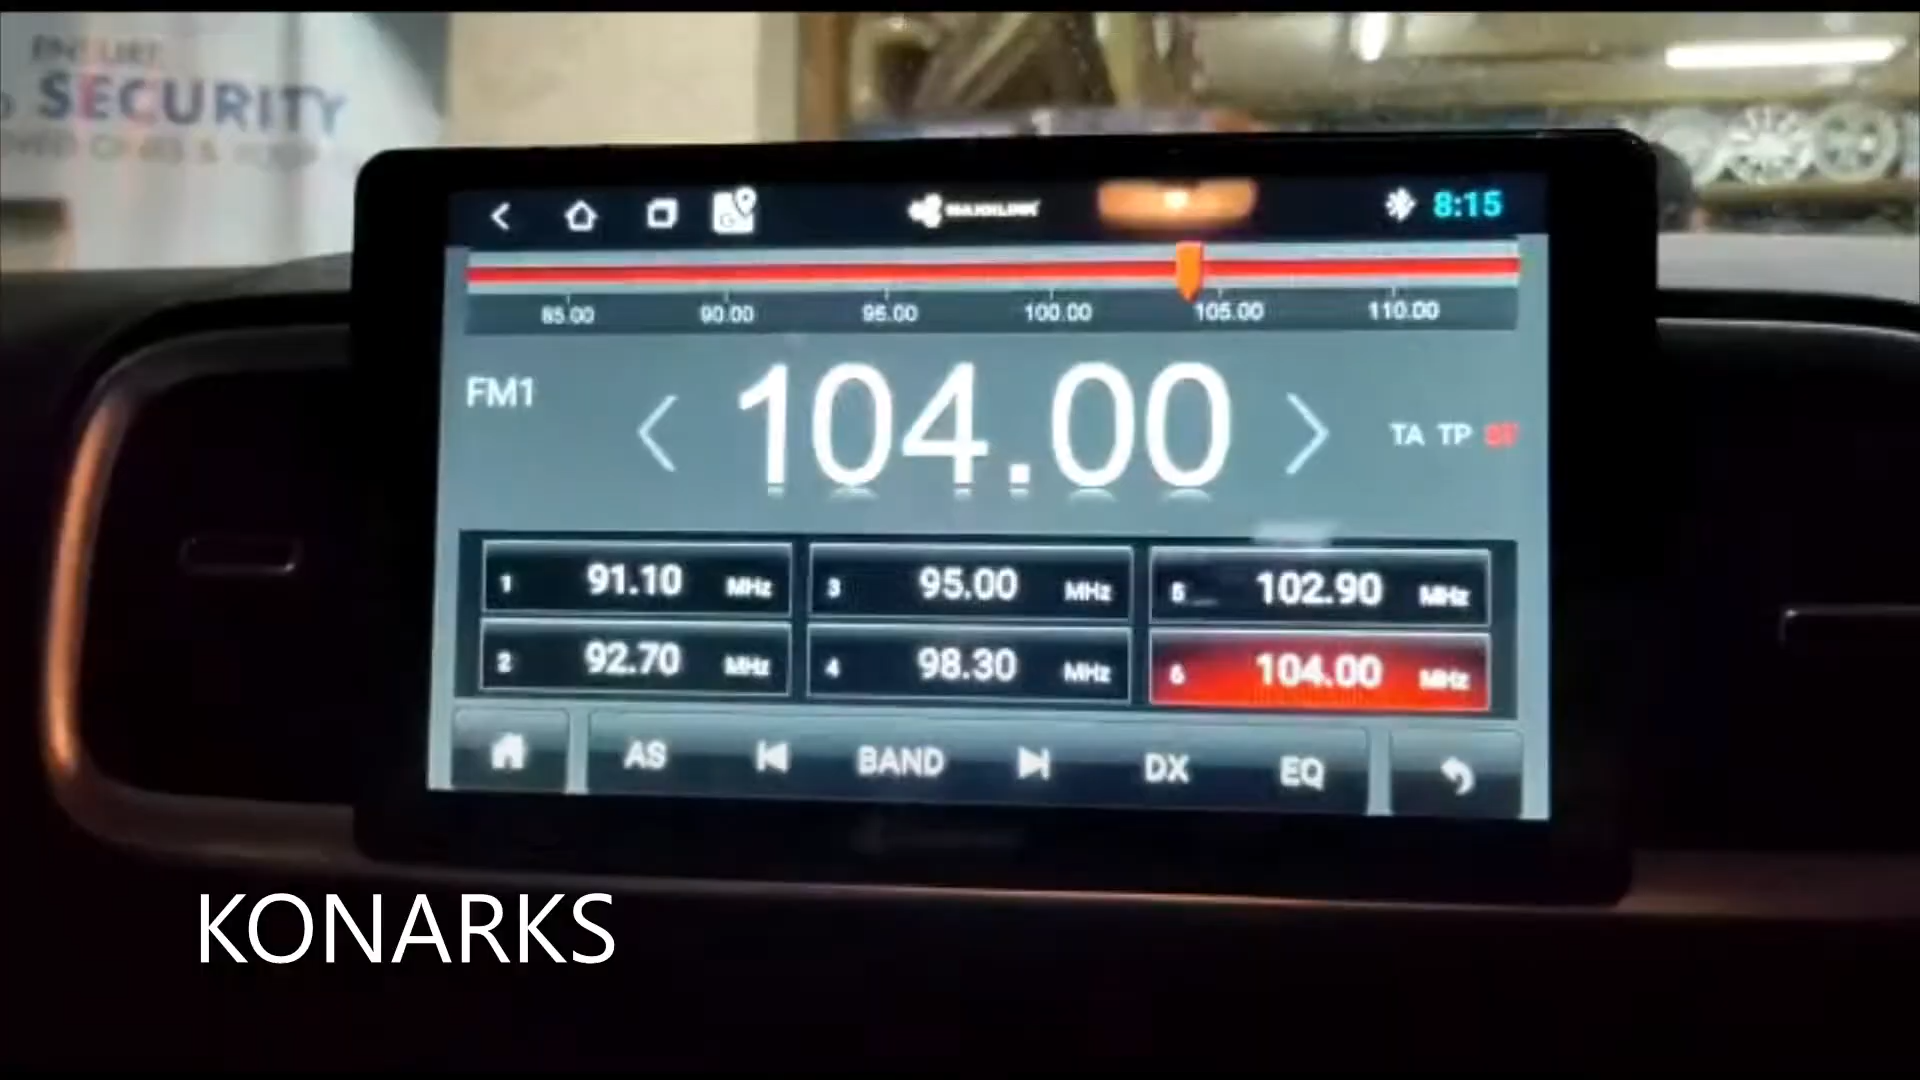 SECURITY
8:15
85.00 90.00 95.00 100.00 105.00 110.00
FM1
104.00
TA TP
1 91.10 MHz
3 95.00 MHz
5 102.90 MHz
2 92.70 MHz
4 98.30 MHz
6 104.00 MHz
AS BAND DX EQ
KONARKS